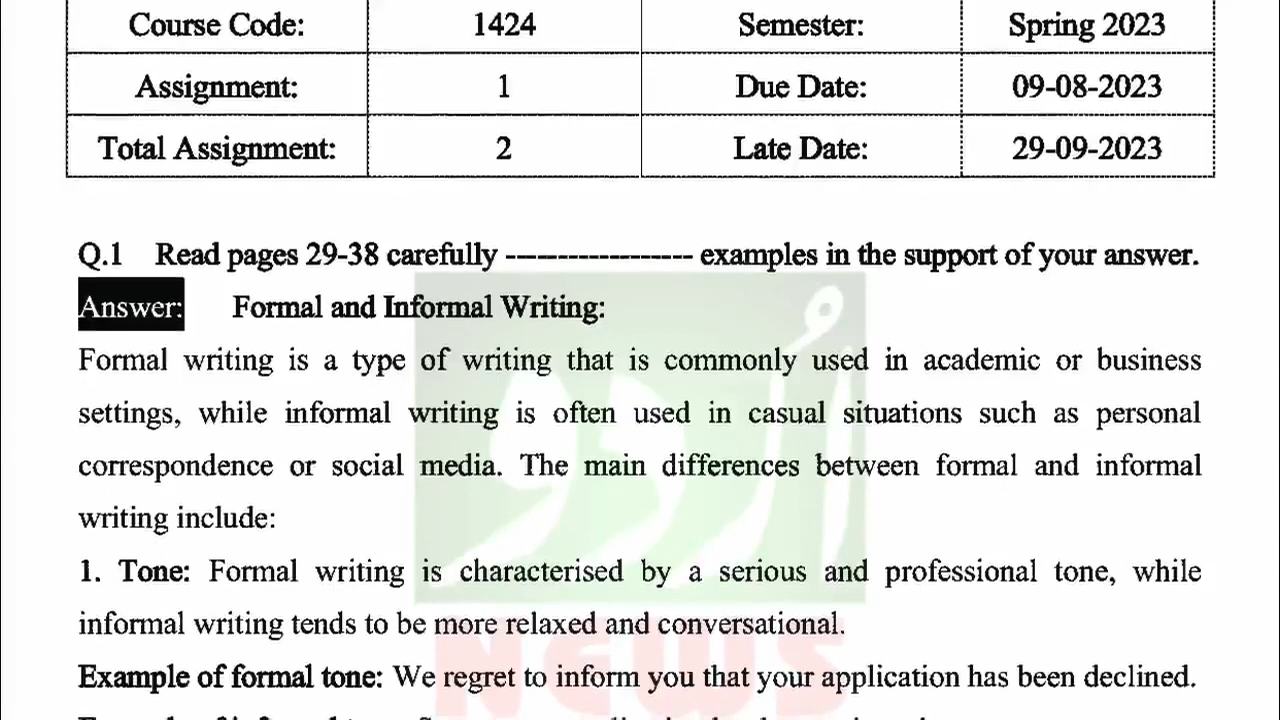 Course Code: 1424 Semester: Spring 2023
Assignment: 1 Due Date: 09-08-2023
Total Assignment: 2 Late Date: 29-09-2023
Q.1 Read pages 29-38 carefully ------------------ examples in the support of your answer.
Answer: Formal and Informal Writing:
Formal writing is a type of writing that is commonly used in academic or business
settings, while informal writing is often used in casual situations such as personal
correspondence or social media. The main differences between formal and informal
writing include:
1. Tone: Formal writing is characterised by a serious and professional tone, while
informal writing tends to be more relaxed and conversational.
Example of formal tone: We regret to inform you that your application has been declined.
اردو
NEWS